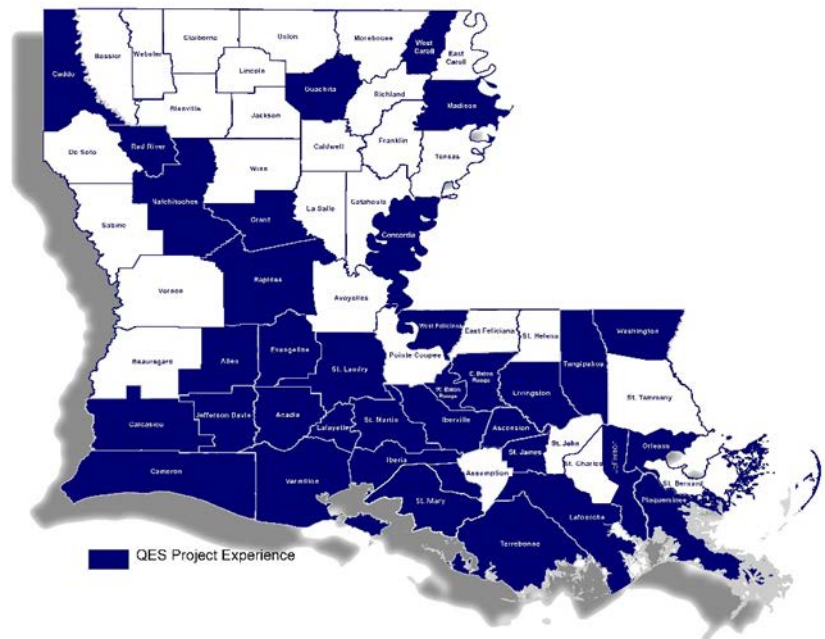 Claiborne
Union
Morehouse
West
Caroll
East
Caroll
Bossier
Webster
Caddo
Lincoln
Ouachita
Richland
Madison
Bienville
Jackson
Red River
De Soto
Caldwell
Franklin
Tensas
Winn
Natchitoches
La Salle
Catahoula
Sabine
Grant
Concordia
Rapides
Vernon
Avoyelles
West Feliciana
East Feliciana
St. Helena
Washington
Tangipahoa
Beauregard
Allen
Evangeline
St. Landry
Pointe Coupee
E. Baton
Rouge
W. Baton
Rouge
Livingston
St. Tammany
Calcasieu
Jefferson Davis
Acadia
Lafayette
St. Martin
Iberville
Ascension
St. John
Orleans
St. James
St. Charles
Jefferson
Cameron
Vermilion
Iberia
Assumption
St. Bernard
Plaquemines
St. Mary
Lafourche
Terrebonne
QES Project Experience